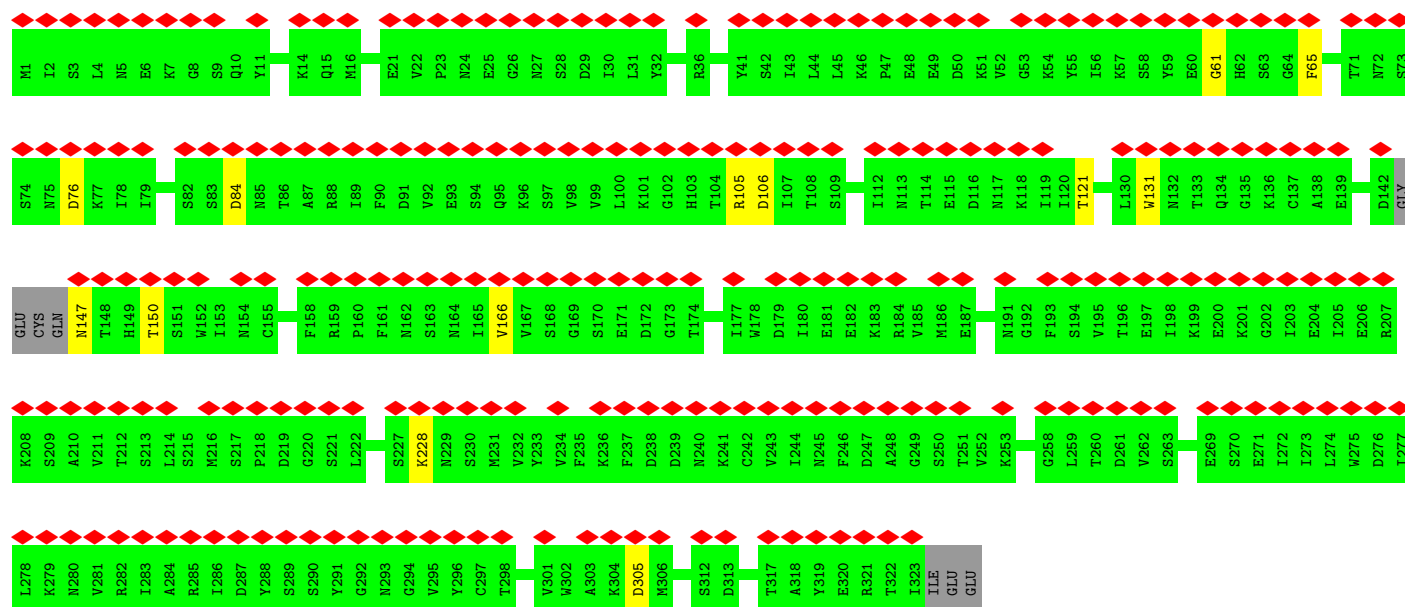 M1 I2 S3 L4 N5 E6 K7 G8 S9 Q10 Y11 K14 Q15 M16 E21 V22 P23 N24 E25 G26 N27 S28 D29 I30 L31 Y32 R36 Y41 S42 I43 L44 L45 K46 P47 E48 E49 D50 K51 V52 G53 K54 Y55 I56 K57 S58 Y59 E60 G61 H62 S63 G64 F65 T71 N72 S73
S74 N75 D76 K77 I78 I79 S82 S83 D84 N85 T86 A87 R88 I89 F90 D91 V92 E93 S94 Q95 K96 S97 V98 V99 L100 K101 G102 H103 T104 R105 D106 I107 T108 S109 I112 N113 T114 E115 D116 N117 K118 I119 I120 T121 L130 W131 N132 T133 Q134 G135 K136 C137 A138 E139 D142 GLY
GLU CYS GLN N147 T148 H149 T150 S151 W152 I153 N154 C155 F158 R159 P160 F161 N162 S163 N164 I165 V166 V167 S168 G169 S170 E171 D172 G173 T174 I177 W178 D179 I180 E181 E182 K183 R184 V185 M186 E187 N191 G192 F193 S194 V195 T196 E197 I198 K199 E200 K201 G202 I203 E204 I205 E206 R207
K208 S209 A210 V211 T212 S213 L214 S215 M216 S217 P218 D219 G220 S221 L222 S227 K228 N229 S230 M231 V232 Y233 V234 F235 K236 F237 D238 D239 N240 K241 C242 V243 I244 N245 F246 D247 A248 G249 S250 T251 V252 K253 G258 L259 T260 D261 V262 S263 E269 S270 E271 I272 I273 L274 W275 D276 I277
L278 K279 N280 V281 R282 I283 A284 R285 I286 D287 Y288 S289 S290 Y291 G292 N293 G294 V295 Y296 C297 T298 V301 W302 A303 K304 D305 M306 S312 D313 T317 A318 Y319 E320 R321 T322 I323 ILE GLU GLU